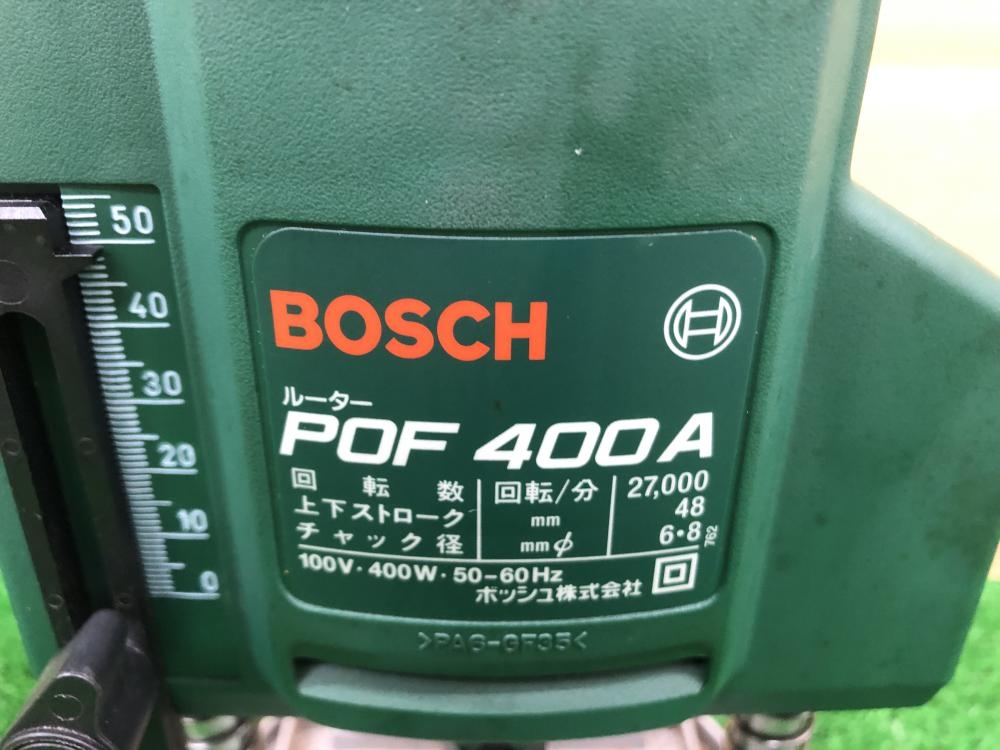 50
40
30
20
10
0
BOSCH
ルーター
POF 400A
回転数 回転/分 27,000
上下ストローク mm 48
チャック径 mmφ 6・8
762
100V・400W・50-60Hz
ボッシュ株式会社
>PA6-GF35<